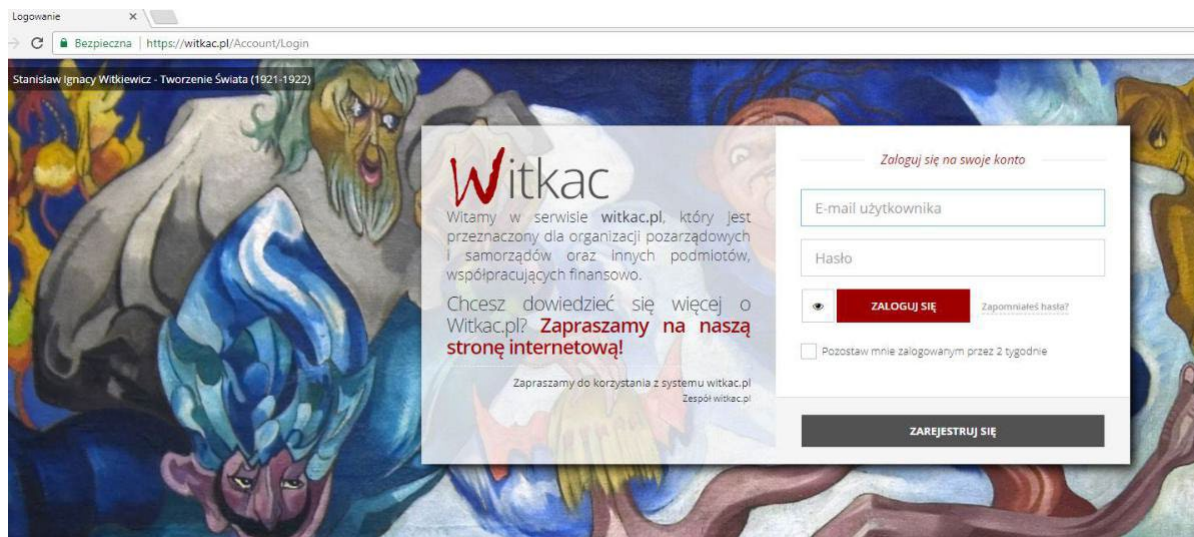 Logowanie
Bezpieczna | https://witkac.pl/Account/Login
Stanisław Ignacy Witkiewicz - Tworzenie Świata (1921-1922)
Witkac
Witamy w serwisie witkac.pl, który jest
przeznaczony dla organizacji pozarządowych
i samorządów oraz innych podmiotów,
współpracujących finansowo.
Chcesz dowiedzieć się więcej o
Witkac.pl? Zapraszamy na naszą
stronę internetową!
Zapraszamy do korzystania z systemu witkac.pl
Zespół witkac.pl
Zaloguj się na swoje konto
E-mail użytkownika
Hasło
ZALOGUJ SIĘ
Zapomniałeś hasła?
Pozostaw mnie zalogowanym przez 2 tygodnie
ZAREJESTRUJ SIĘ